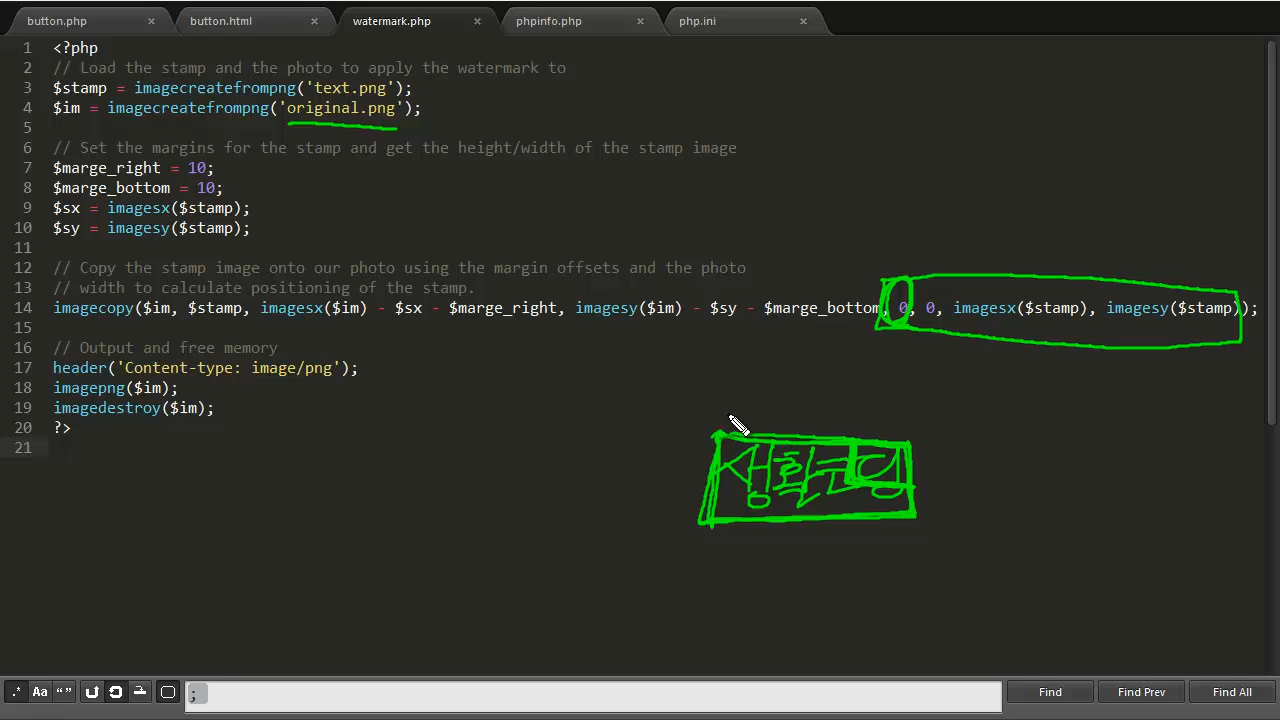 button.php
button.html
watermark.php
phpinfo.php
php.ini
1 <?php
2 // Load the stamp and the photo to apply the watermark to
3 $stamp = imagecreatefrompng('text.png');
4 $im = imagecreatefrompng('original.png');
5
6 // Set the margins for the stamp and get the height/width of the stamp image
7 $marge_right = 10;
8 $marge_bottom = 10;
9 $sx = imagesx($stamp);
10 $sy = imagesy($stamp);
11
12 // Copy the stamp image onto our photo using the margin offsets and the photo
13 // width to calculate positioning of the stamp.
14 imagecopy($im, $stamp, imagesx($im) - $sx - $marge_right, imagesy($im) - $sy - $marge_bottom, 0, 0, imagesx($stamp), imagesy($stamp));
15
16 // Output and free memory
17 header('Content-type: image/png');
18 imagepng($im);
19 imagedestroy($im);
20 ?>
21
생활코딩
.* Aa “” ; Find Find Prev Find All